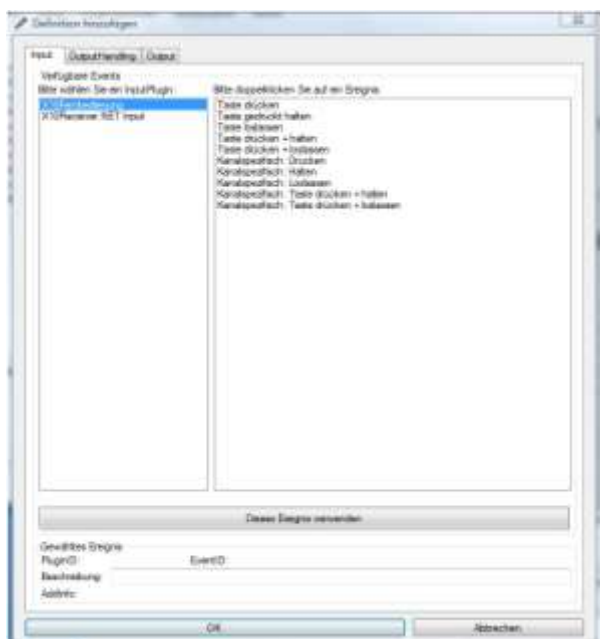 Definition hinzufügen
Input OutputHandling Output
Verfügbare Events
Bitte wählen Sie ein InputPlugin
Bitte doppelklicken Sie auf ein Ereignis
X10Fernbedienung
X10Receiver.NET Input
Taste drücken
Taste gedrückt halten
Taste loslassen
Taste drücken + halten
Taste drücken + loslassen
Kanalspezifisch: Drücken
Kanalspezifisch: Halten
Kanalspezifisch: Loslassen
Kanalspezifisch: Taste drücken + halten
Kanalspezifisch: Taste drücken + loslassen
Dieses Ereignis verwenden
Gewähltes Ereignis
PluginID: EventID:
Beschreibung:
AddInfo:
OK Abbrechen